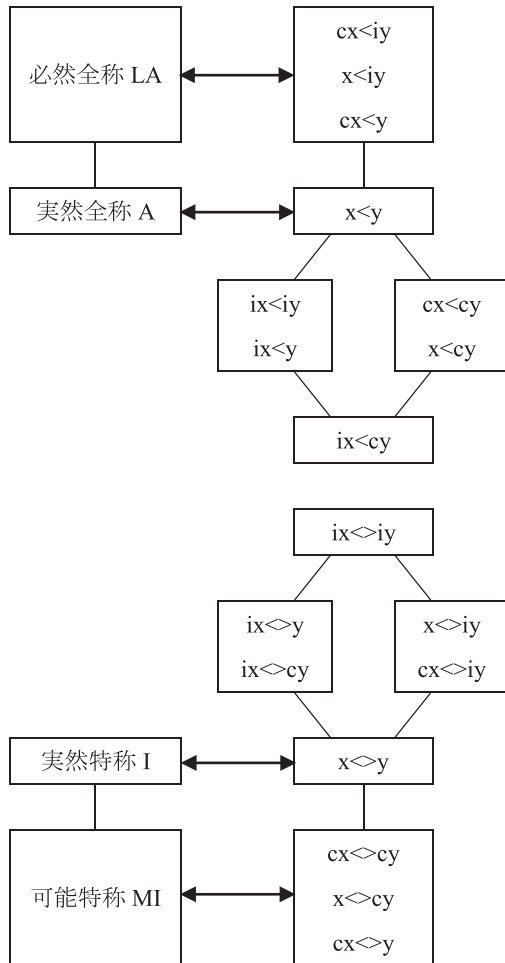 必然全称 LA
cx<iy
x<iy
cx<y
実然全称 A
x<y
ix<iy
ix<y
cx<cy
x<cy
ix<cy
ix<>iy
ix<>y
ix<>cy
x<>iy
cx<>iy
実然特称 I
x<>y
可能特称 MI
cx<>cy
x<>cy
cx<>y